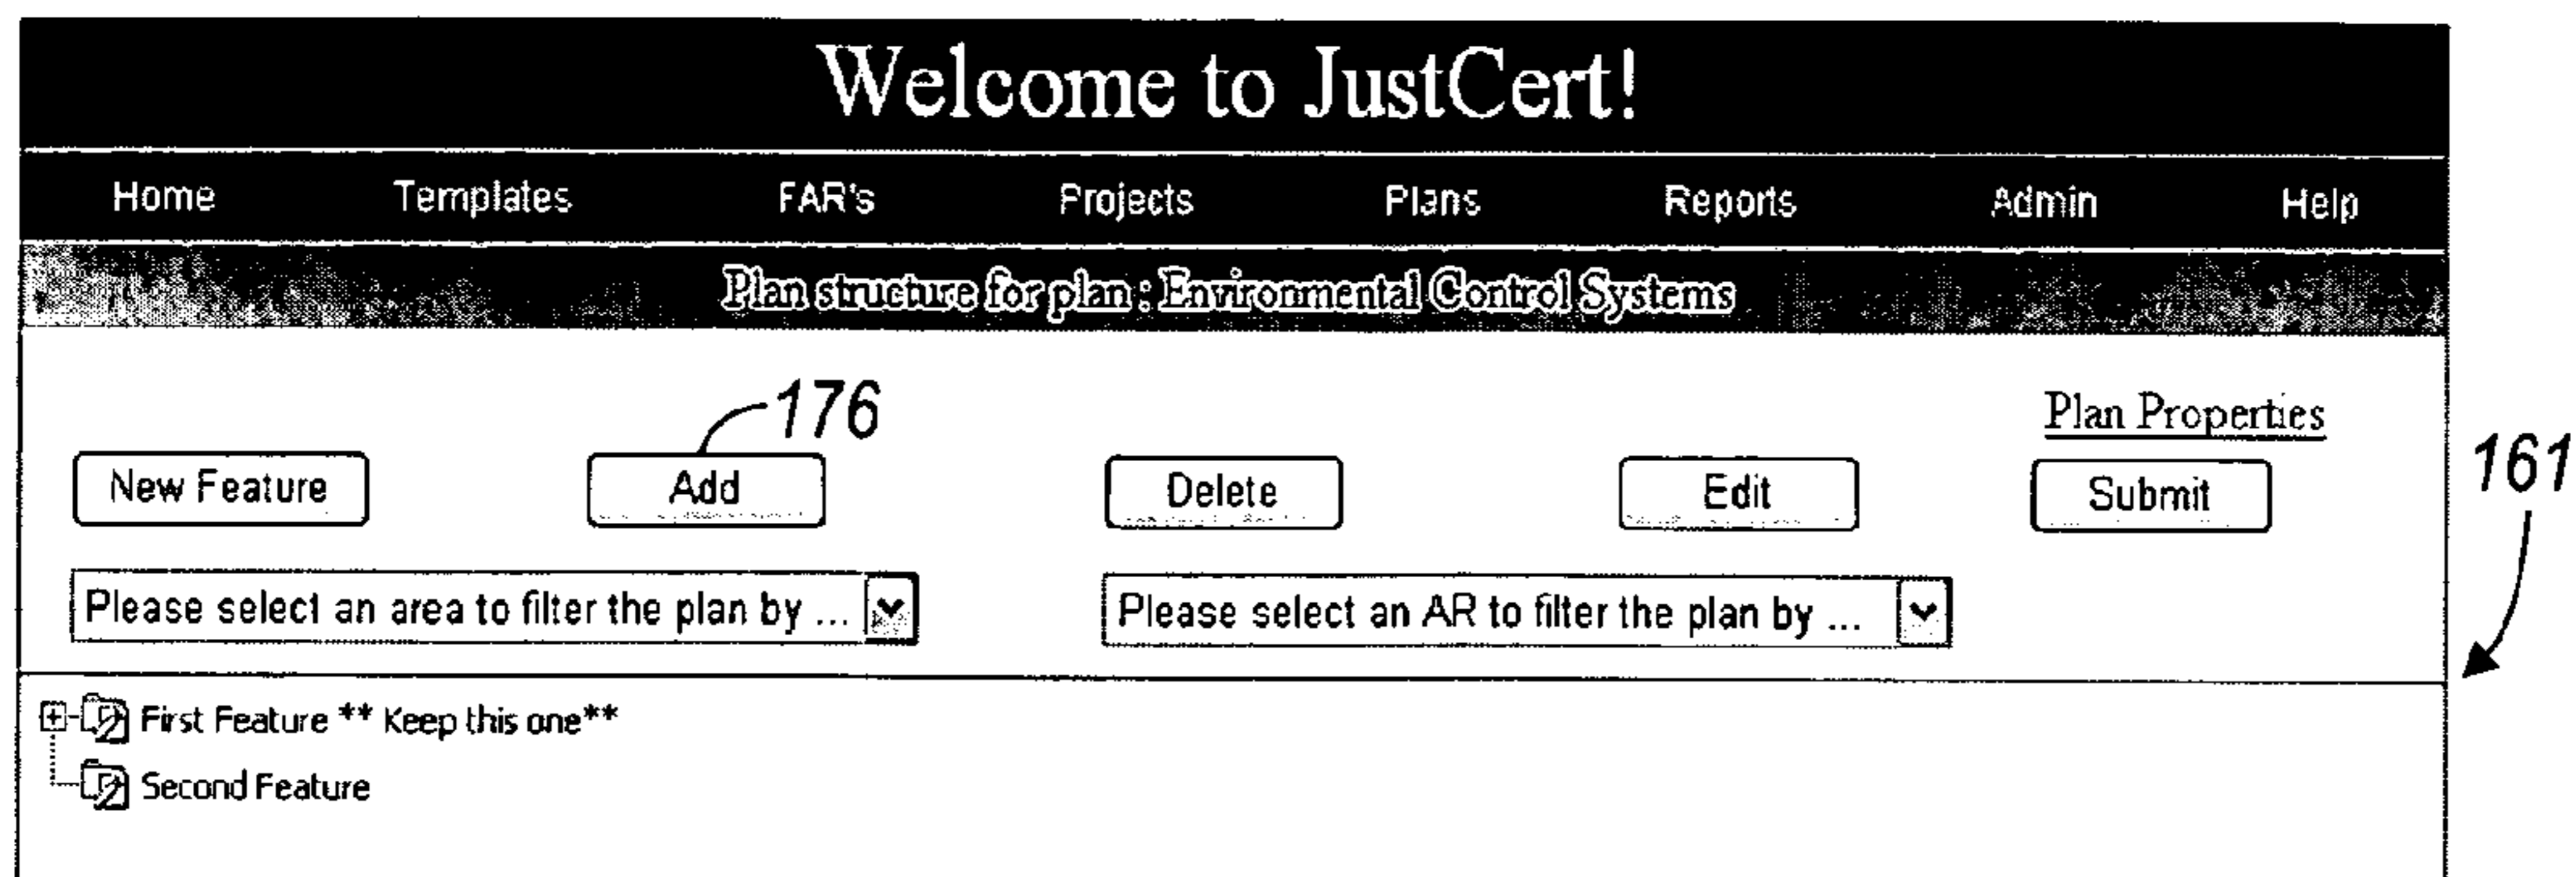 Welcome to JustCert!
Home Templates FAR's Projects Plans Reports Admin Help
Plan structure for plan : Environmental Control Systems
176
Plan Properties
161
New Feature Add Delete Edit Submit
Please select an area to filter the plan by ... Please select an AR to filter the plan by ...
First Feature ** Keep this one**
Second Feature